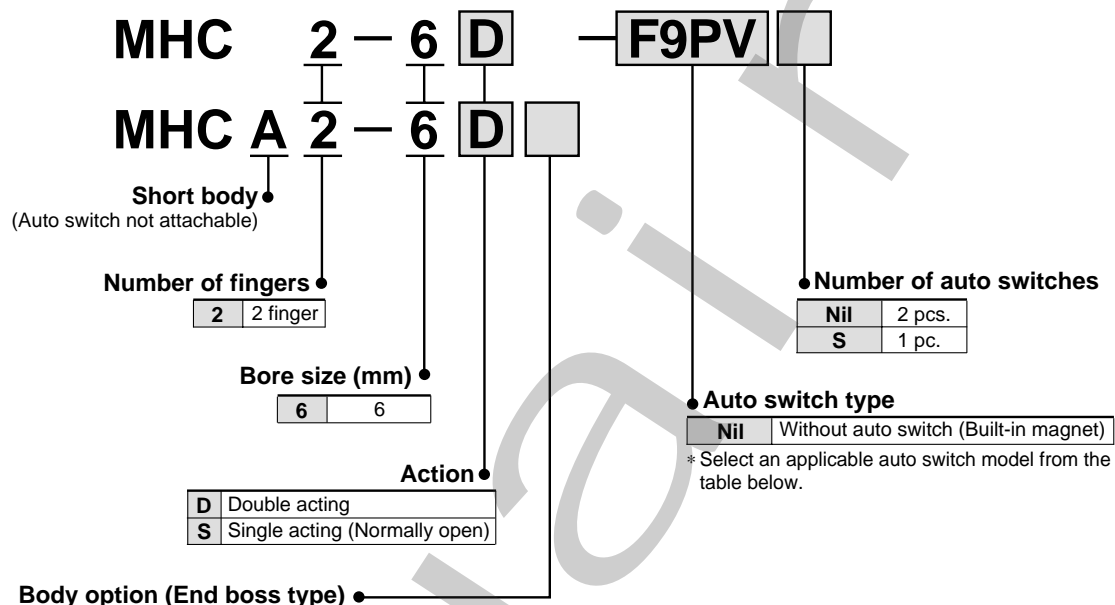 MHC 2 — 6 D — F9PV
MHC A 2 — 6 D
Short body
(Auto switch not attachable)
Number of fingers
2 2 finger
Number of auto switches
Nil 2 pcs.
S 1 pc.
Bore size (mm)
6 6
Auto switch type
Nil Without auto switch (Built-in magnet)
* Select an applicable auto switch model from the
table below.
Action
D Double acting
S Single acting (Normally open)
Body option (End boss type)